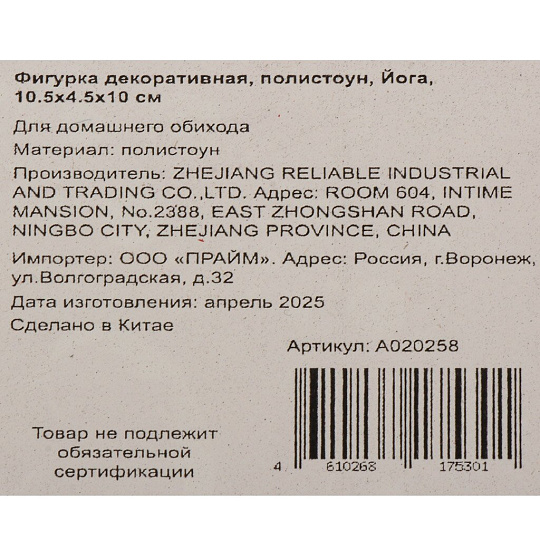 Фигурка декоративная, полистоун, Йога,
10.5х4.5х10 см
Для домашнего обихода
Материал: полистоун
Производитель: ZHEJIANG RELIABLE INDUSTRIAL
AND TRADING CO.,LTD. Адрес: ROOM 604, INTIME
MANSION, No.2388, EAST ZHONGSHAN ROAD,
NINGBO CITY, ZHEJIANG PROVINCE, CHINA
Импортер: ООО «ПРАЙМ». Адрес: Россия, г.Воронеж,
ул.Волгоградская, д.32
Дата изготовления: апрель 2025
Сделано в Китае
Артикул: A020258
Товар не подлежит
обязательной
сертификации
4 610268 175301